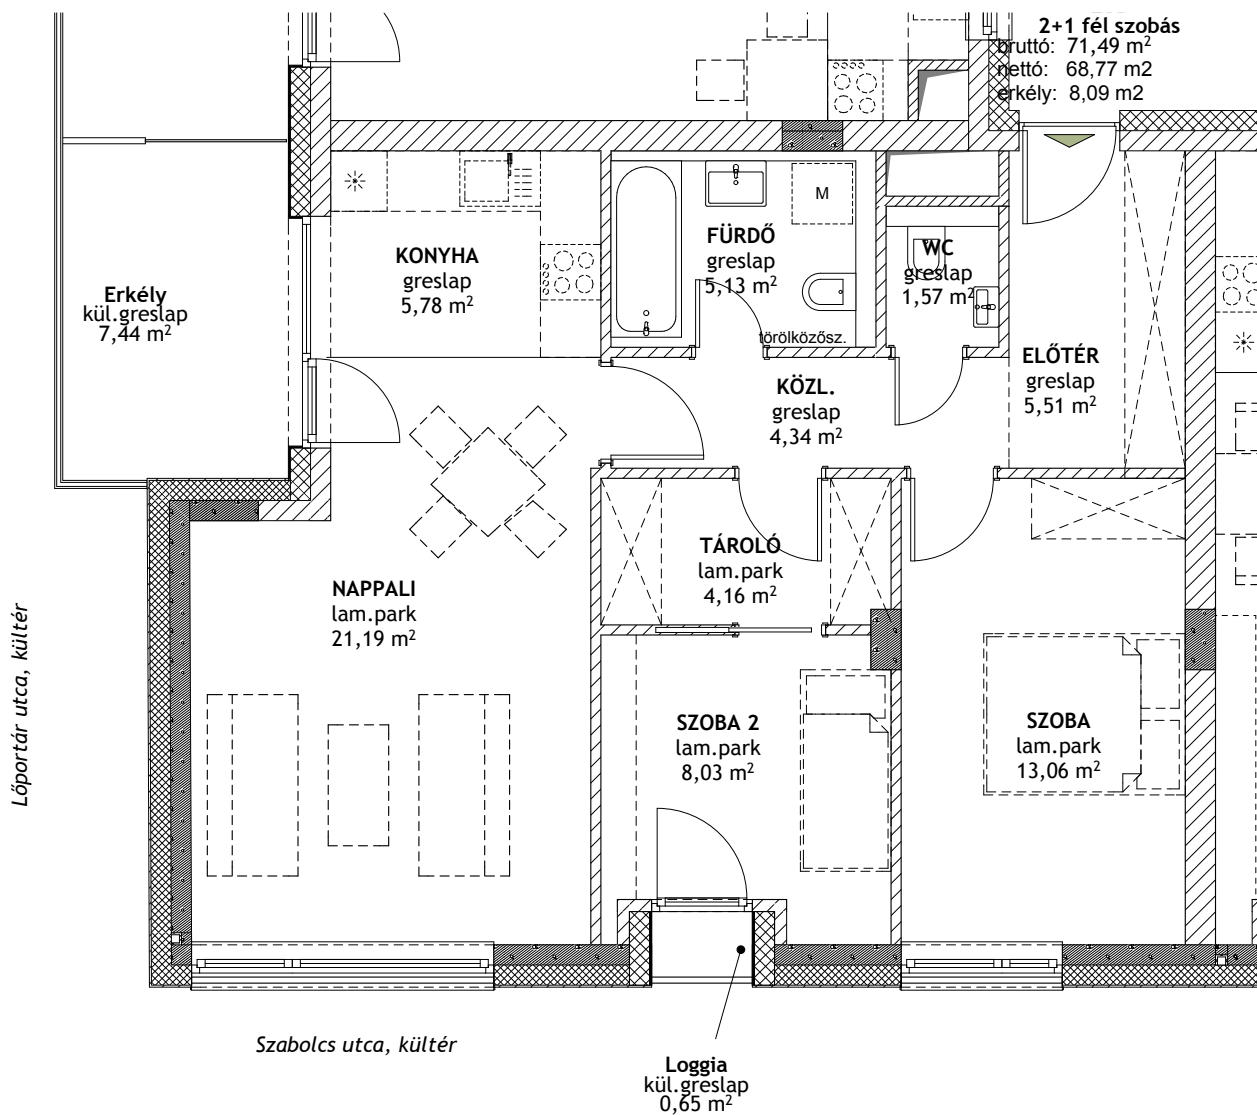 2+1 fél szobás
bruttó: 71,49 m²
nettó: 68,77 m2
erkély: 8,09 m2
KONYHA
greslap
5,78 m²
FÜRDŐ
greslap
5,13 m²
M
törölközősz.
WC
greslap
1,57 m²
Erkély
kül.greslap
7,44 m²
ELŐTÉR
greslap
5,51 m²
KÖZL.
greslap
4,34 m²
TÁROLÓ
lam.park
4,16 m²
NAPPALI
lam.park
21,19 m²
SZOBA 2
lam.park
8,03 m²
SZOBA
lam.park
13,06 m²
Lőportár utca, kültér
Szabolcs utca, kültér
Loggia
kül.greslap
0,65 m²